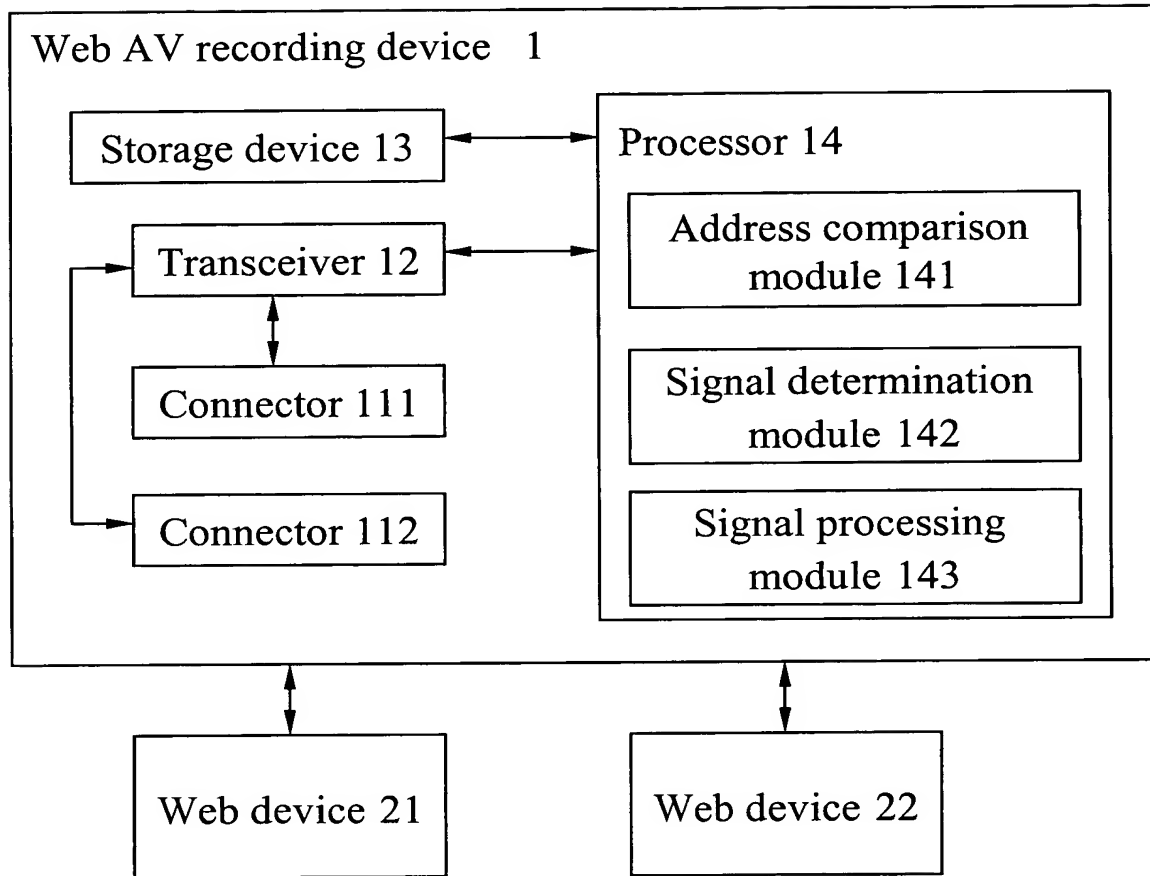 Web AV recording device 1
Storage device 13
Processor 14
Address comparison
module 141
Transceiver 12
Connector 111
Signal determination
module 142
Connector 112
Signal processing
module 143
Web device 21
Web device 22